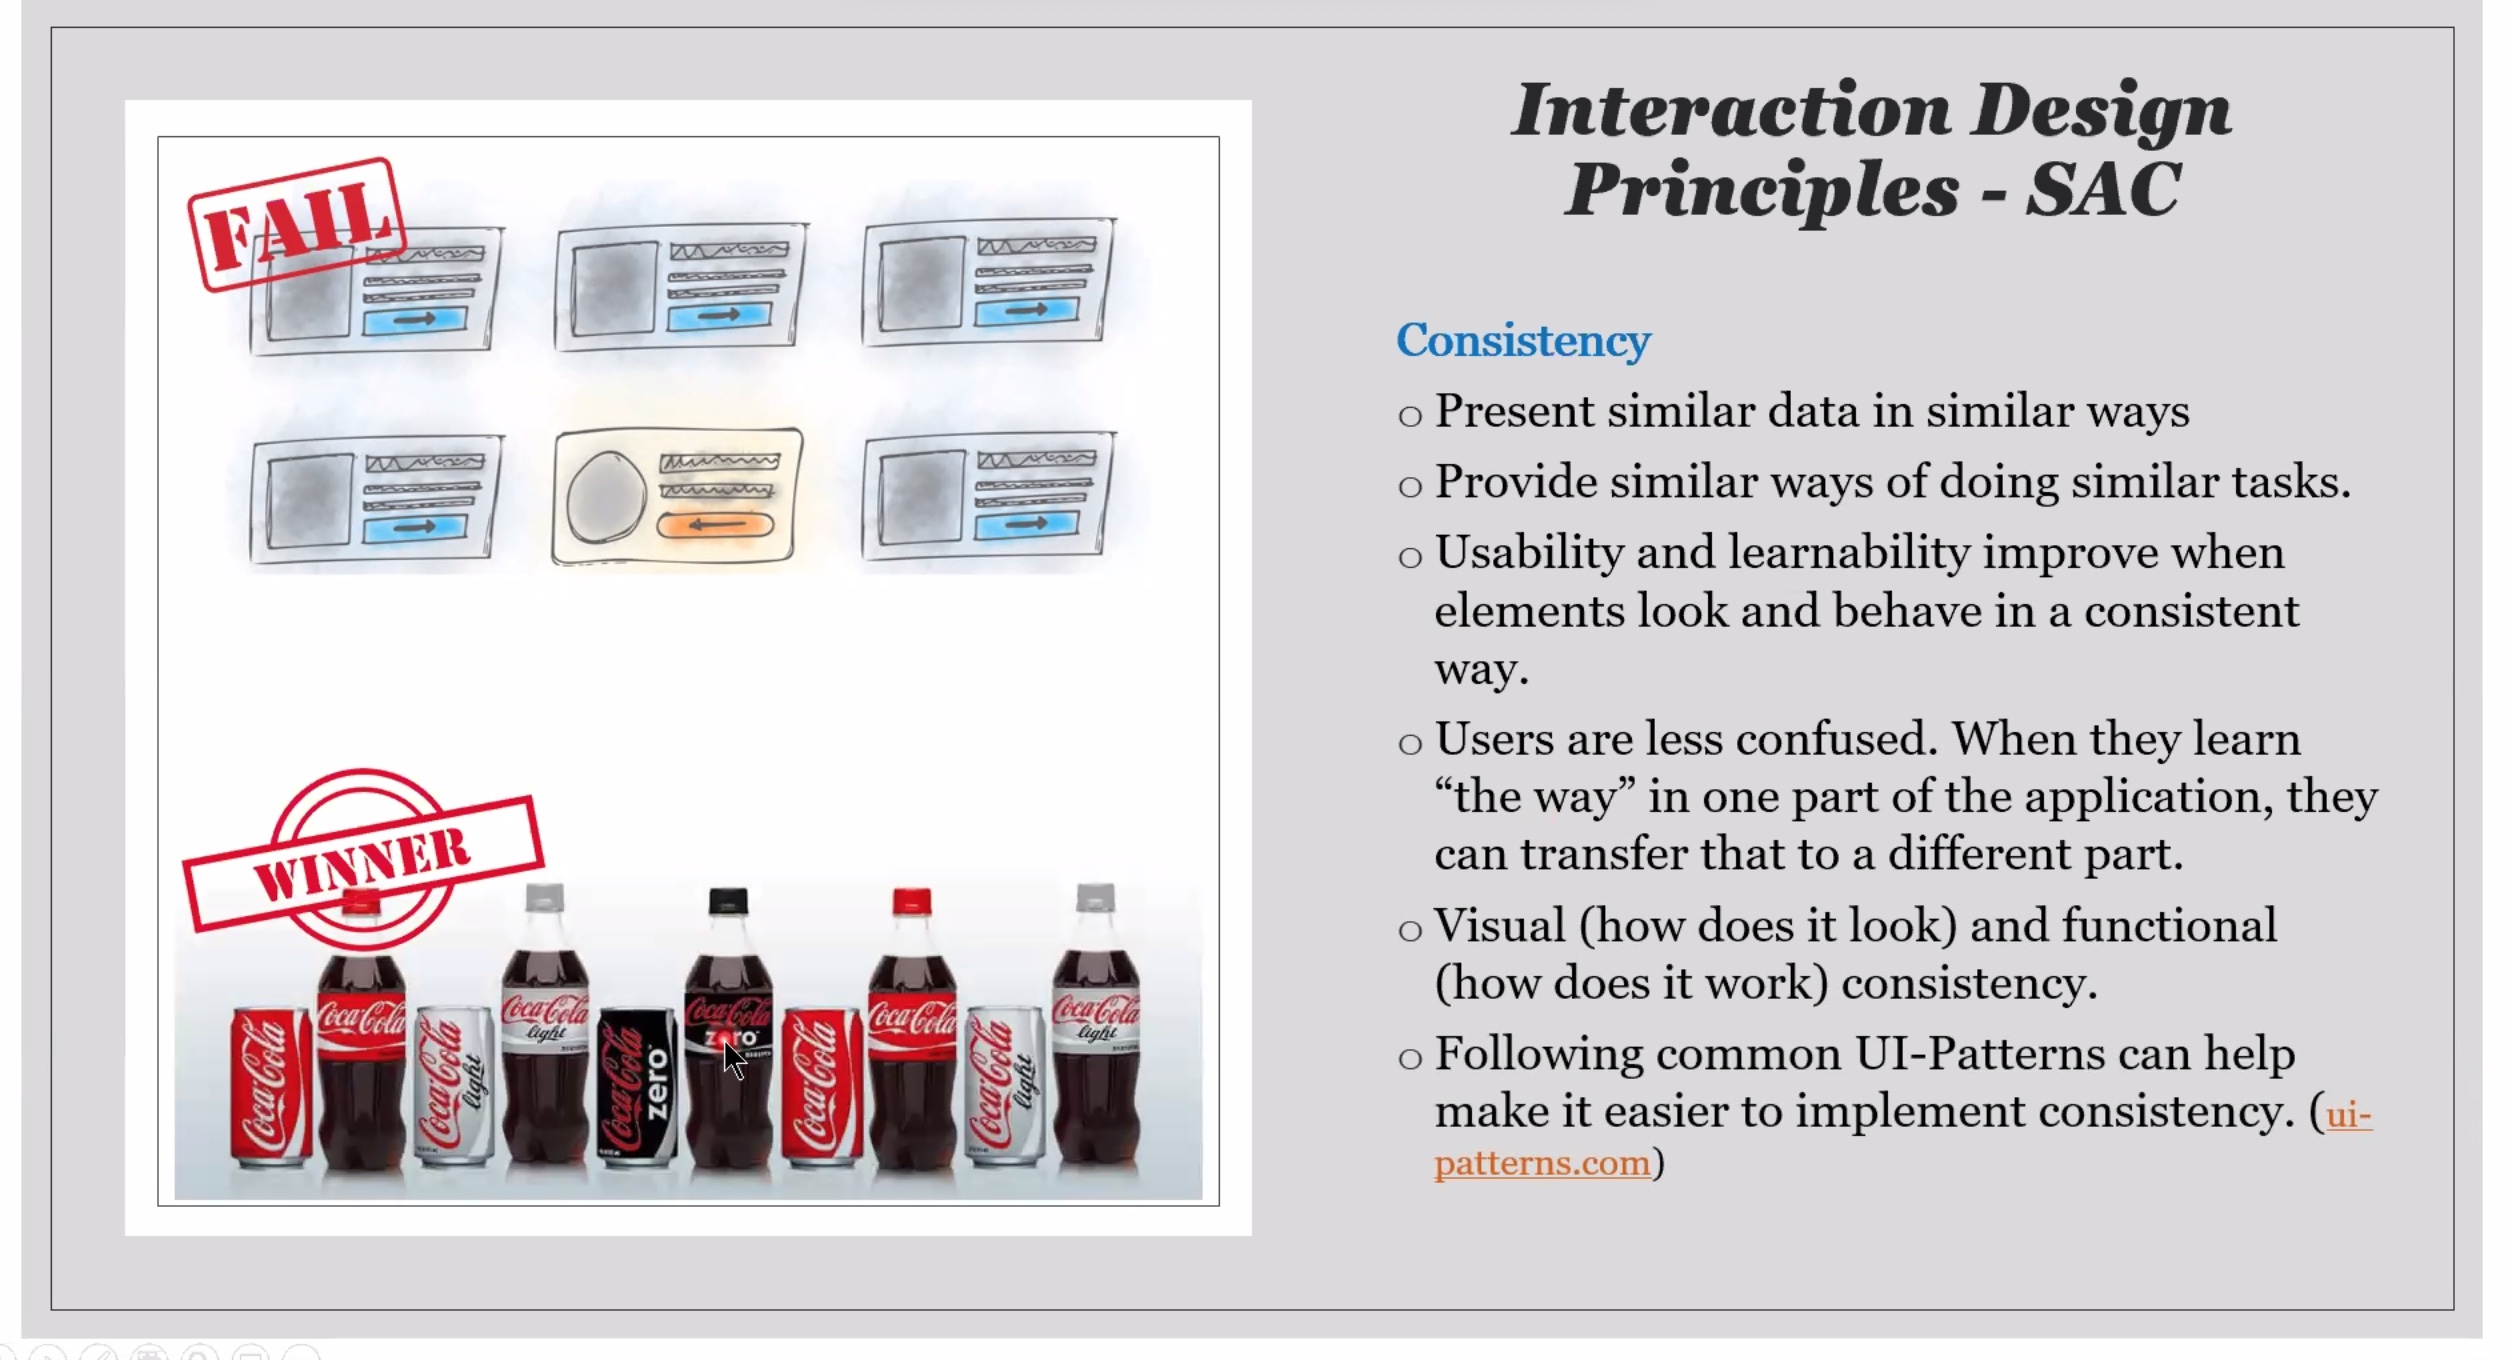 Interaction Design
Principles - SAC
FAIL
Consistency
o Present similar data in similar ways
o Provide similar ways of doing similar tasks.
o Usability and learnability improve when
elements look and behave in a consistent
way.
o Users are less confused. When they learn
“the way” in one part of the application, they
can transfer that to a different part.
o Visual (how does it look) and functional
(how does it work) consistency.
o Following common UI-Patterns can help
make it easier to implement consistency. (ui-
patterns.com)
WINNER
Coca-Cola
Coca-Cola
Coca-Cola light
Coca-Cola light
Coca-Cola zero
Coca-Cola zero
Coca-Cola
Coca-Cola
Coca-Cola light
Coca-Cola light